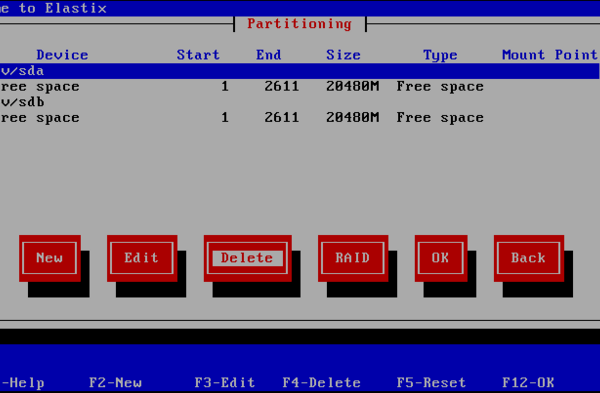 e to Elastix
Partitioning
Device Start End Size Type Mount Point
v/sda
ree space 1 2611 20480M Free space
v/sdb
ree space 1 2611 20480M Free space
New Edit Delete RAID OK Back
-Help F2-New F3-Edit F4-Delete F5-Reset F12-OK